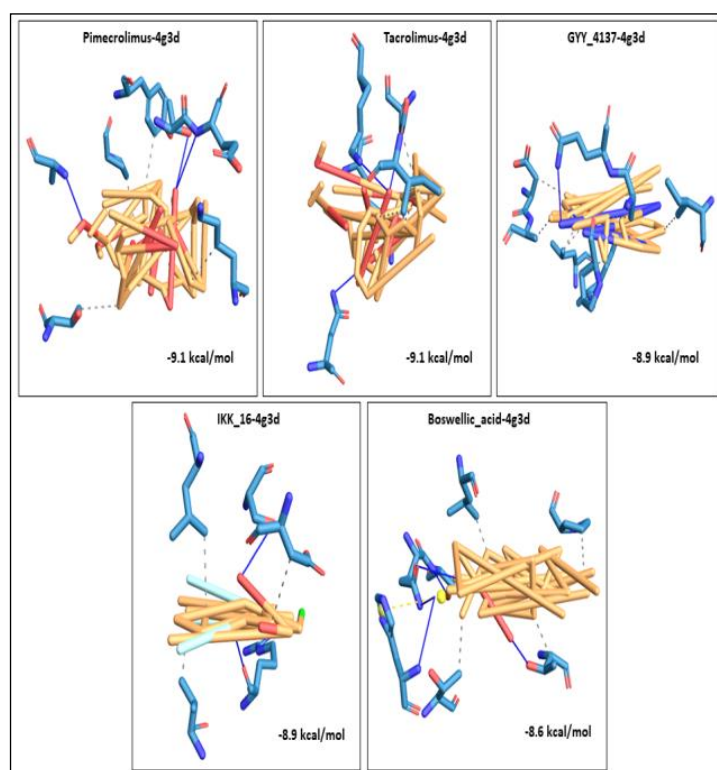 Pimecrolimus-4g3d
-9.1 kcal/mol
Tacrolimus-4g3d
-9.1 kcal/mol
GYY_4137-4g3d
-8.9 kcal/mol
IKK_16-4g3d
-8.9 kcal/mol
Boswellic_acid-4g3d
-8.6 kcal/mol